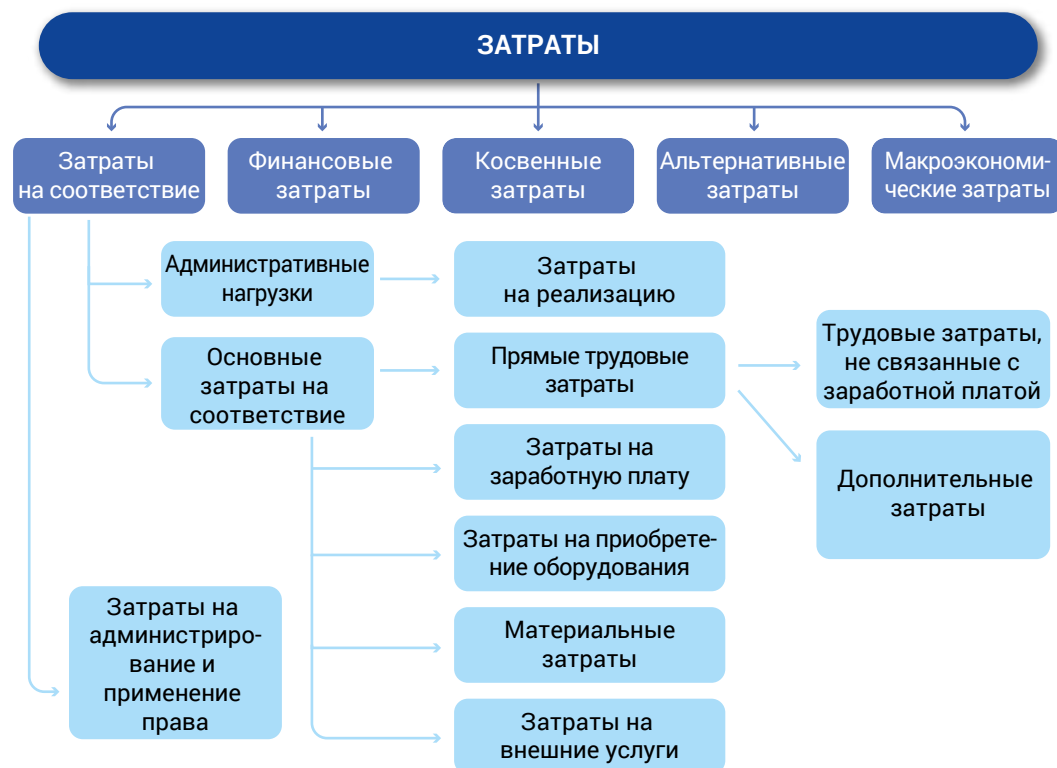 ЗАТРАТЫ
Затраты
на соответствие
Финансовые
затраты
Косвенные
затраты
Альтернативные
затраты
Макроэкономи-
ческие затраты
Административные
нагрузки
Затраты
на реализацию
Основные
затраты на
соответствие
Прямые трудовые
затраты
Трудовые затраты,
не связанные с
заработной платой
Затраты на
заработную плату
Дополнительные
затраты
Затраты на приобрете-
ние оборудования
Затраты на
администриро-
вание и
применение
права
Материальные
затраты
Затраты на
внешние услуги